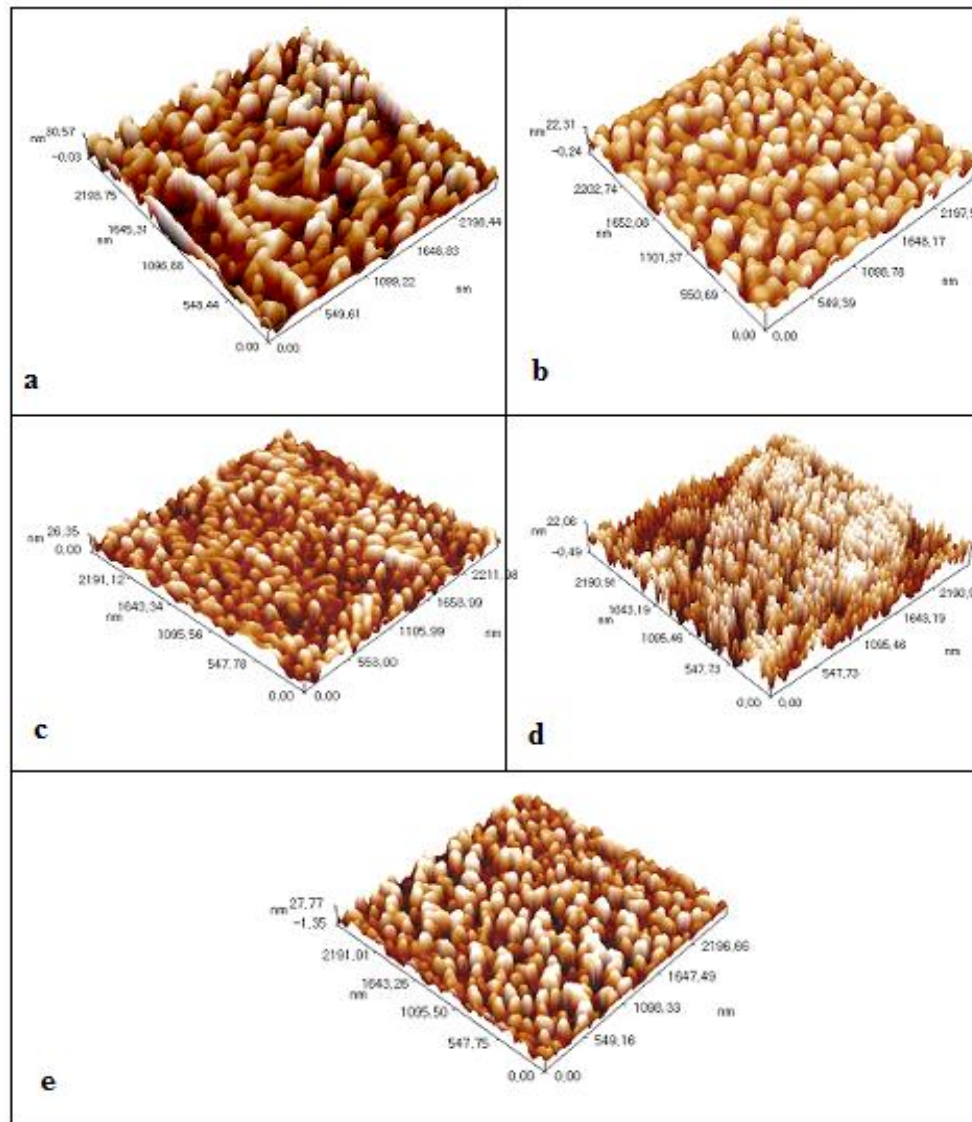 30,57
nm
-0,03
2198,75
1645,31
nm
1096,88
548,44
0,00
0,00
549,61
1099,22
nm
1648,83
2198,44
a
22,31
nm
-0,24
2202,74
1652,06
nm
1101,37
550,69
0,00
0,00
549,39
1098,78
nm
1648,17
b
26,35
nm
0,00
2191,12
1643,34
nm
1095,56
547,78
0,00
0,00
553,00
1105,99
nm
1658,99
2211,98
c
22,06
nm
-0,49
2190,91
1643,19
nm
1095,46
547,73
0,00
0,00
547,73
1095,46
nm
1643,19
d
27,77
nm
-1,35
2191,01
1643,26
nm
1095,50
547,75
0,00
0,00
549,16
1098,33
nm
1647,49
2196,66
e